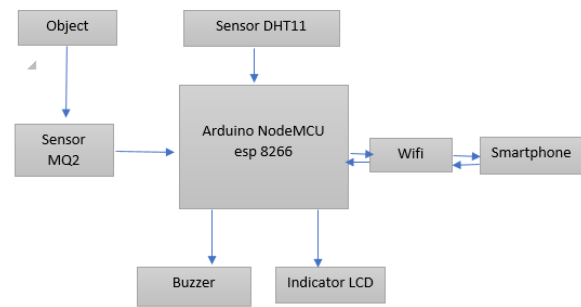 Object
Sensor DHT11
Arduino NodeMCU
esp 8266
Sensor
MQ2
Wifi
Smartphone
Buzzer
Indicator LCD